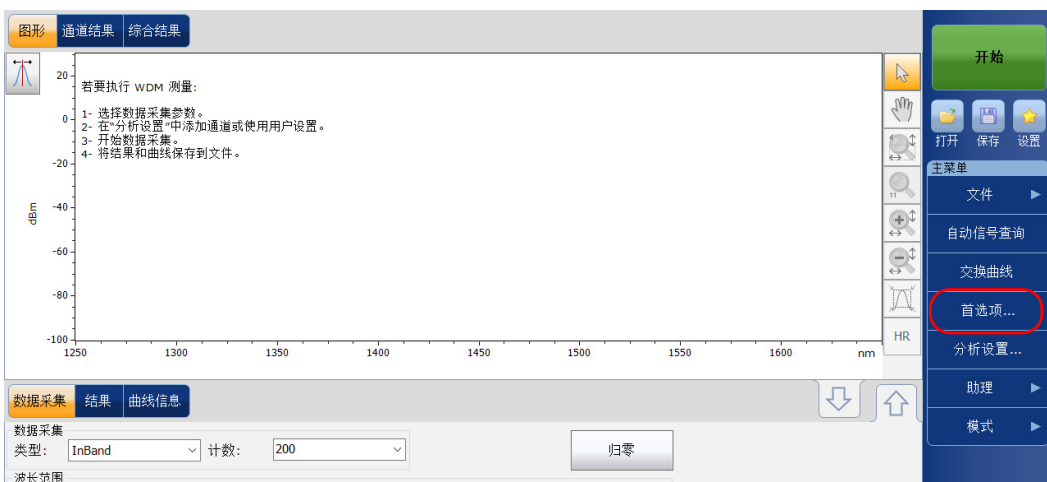 图形 通道结果 综合结果
若要执行 WDM 测量:
1- 选择数据采集参数。
2- 在“分析设置”中添加通道或使用用户设置。
3- 开始数据采集。
4- 将结果和曲线保存到文件。
20
0
-20
-40
-60
-80
-100
dBm
1250 1300 1350 1400 1450 1500 1550 1600 nm
1:1
HR
开始
打开 保存 设置
主菜单
文件
自动信号查询
交换曲线
首选项...
分析设置...
助理
模式
数据采集 结果 曲线信息
数据采集
类型: InBand 计数: 200 归零
波长范围